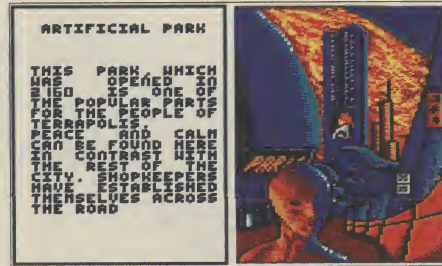 ARTIFICIAL PARK
THIS PARK WHICH
WAS OPENED IN
2160 IS ONE OF
THE POPULAR PARTS
FOR THE PEOPLE OF
TERRAPOLIS
PEACE AND CALM
CAN BE FOUND HERE
IN CONTRAST WITH
THE REST OF THE
CITY. SHOPKEEPERS
HAVE ESTABLISHED
THEMSELVES ACROSS
THE ROAD